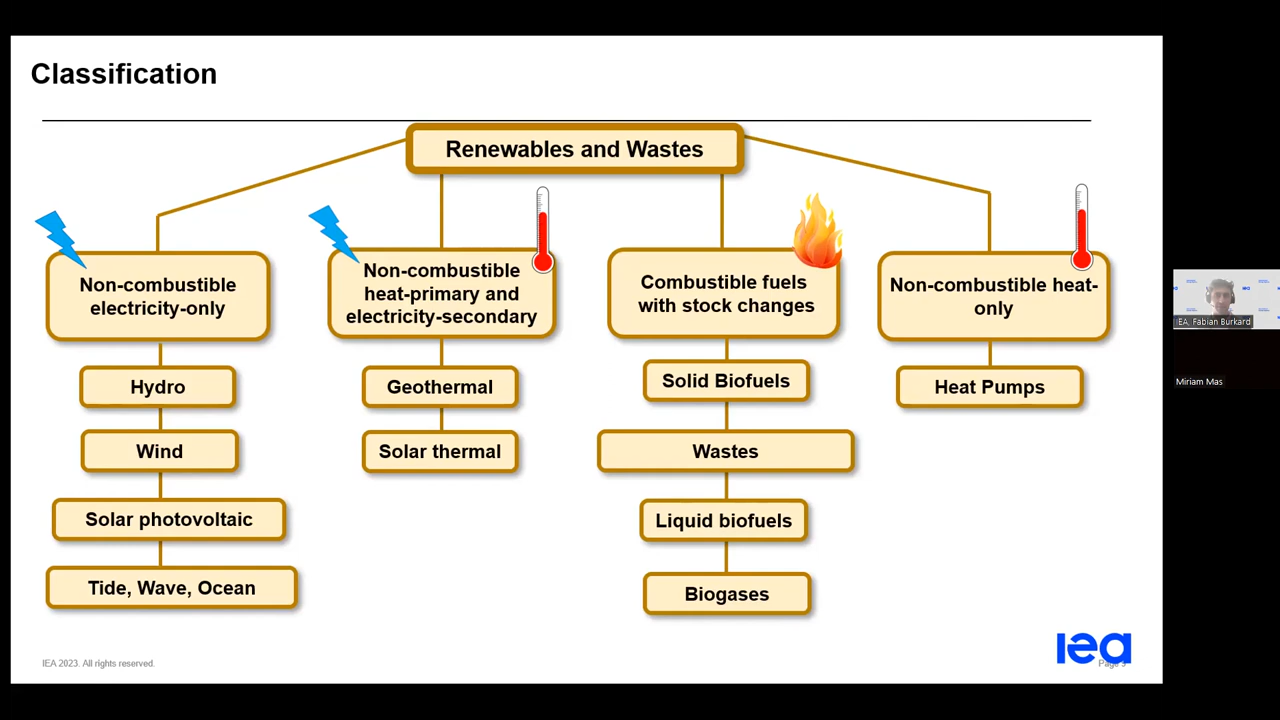 Classification
Renewables and Wastes
Non-combustible
electricity-only
Non-combustible
heat-primary and
electricity-secondary
Combustible fuels
with stock changes
Non-combustible heat-
only
Hydro
Wind
Solar photovoltaic
Tide, Wave, Ocean
Geothermal
Solar thermal
Solid Biofuels
Wastes
Liquid biofuels
Biogases
Heat Pumps
IEA 2023. All rights reserved.
iea
Page
IEA, Fabian Burkard
Miriam Mas